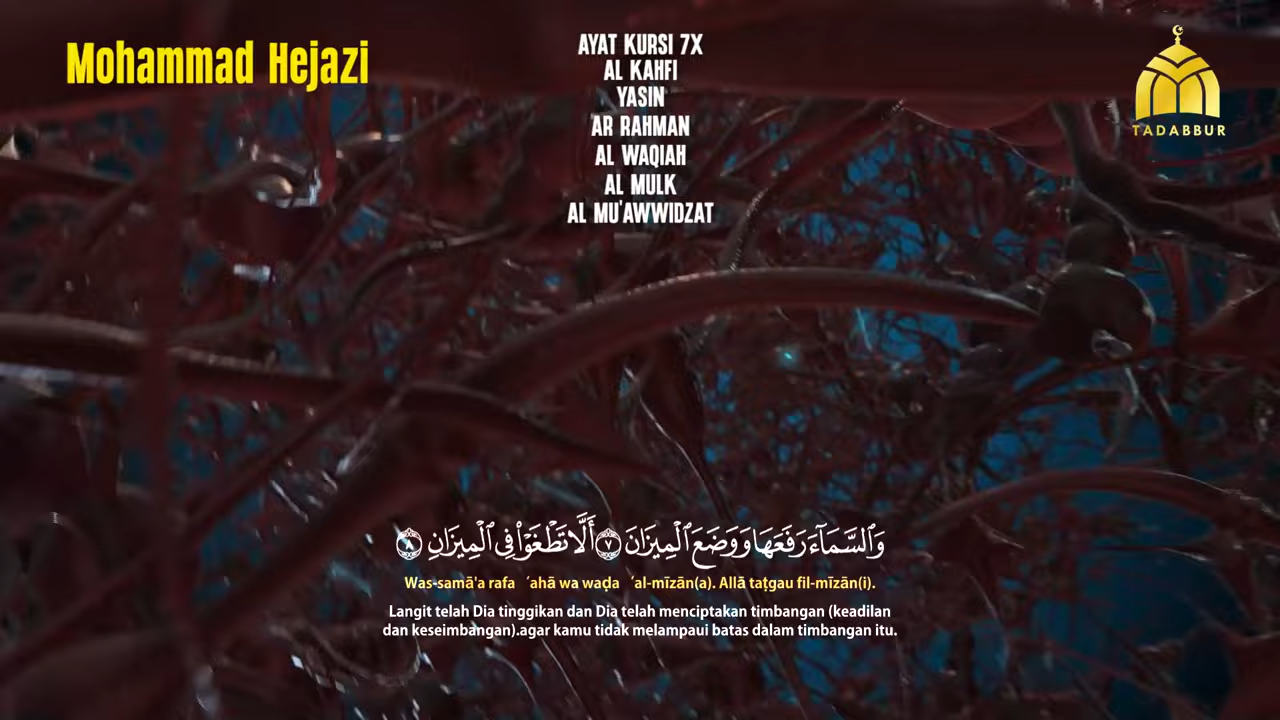 Mohammad Hejazi
AYAT KURSI 7X
AL KAHFI
YASIN
AR RAHMAN
AL WAQIAH
AL MULK
AL MU'AWWIDZAT
TADABBUR
وَٱلسَّمَآءَ رَفَعَهَا وَوَضَعَ ٱلْمِيزَانَ ٧ أَلَّا تَطْغَوْا۟ فِى ٱلْمِيزَانِ ٨
Was-samā'a rafa ‘ahā wa waḍa ‘al-mīzān(a). Allā taṭgau fil-mīzān(i).
Langit telah Dia tinggikan dan Dia telah menciptakan timbangan (keadilan
dan keseimbangan).agar kamu tidak melampaui batas dalam timbangan itu.